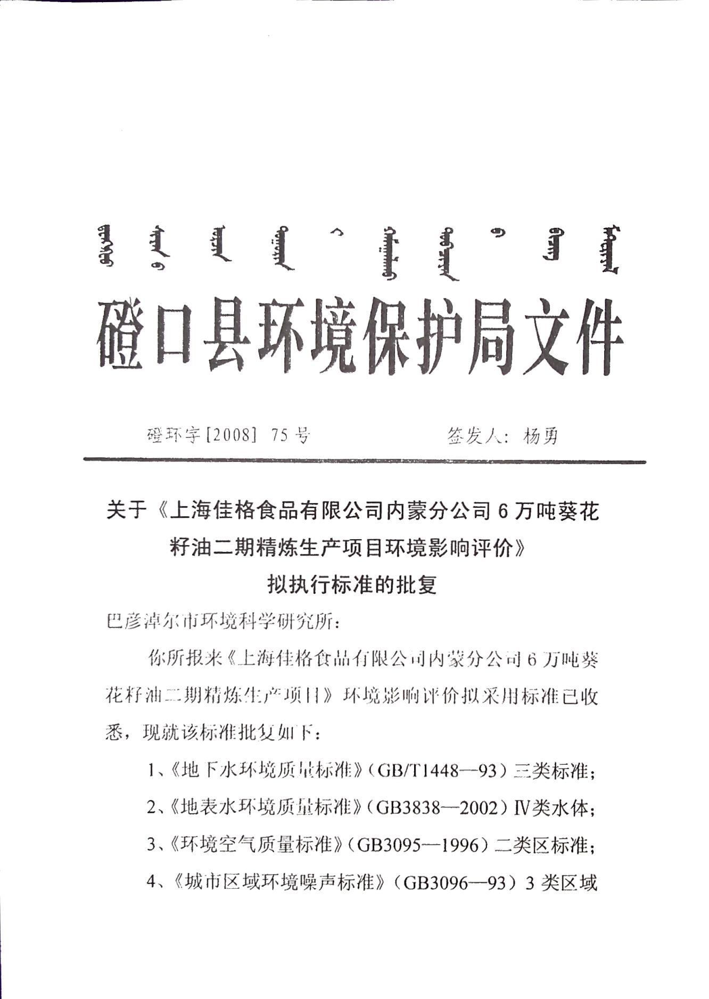 磴口县环境保护局文件
磴环字[2008] 75号 签发人：杨勇
关于《上海佳格食品有限公司内蒙分公司6万吨葵花
籽油二期精炼生产项目环境影响评价》
拟执行标准的批复
巴彦淖尔市环境科学研究所：
你所报来《上海佳格食品有限公司内蒙分公司6万吨葵
花籽油二期精炼生产项目》环境影响评价拟采用标准已收
悉，现就该标准批复如下：
1、《地下水环境质量标准》（GB/T1448—93）三类标准；
2、《地表水环境质量标准》（GB3838—2002）Ⅳ类水体；
3、《环境空气质量标准》（GB3095—1996）二类区标准；
4、《城市区域环境噪声标准》（GB3096—93）3类区域